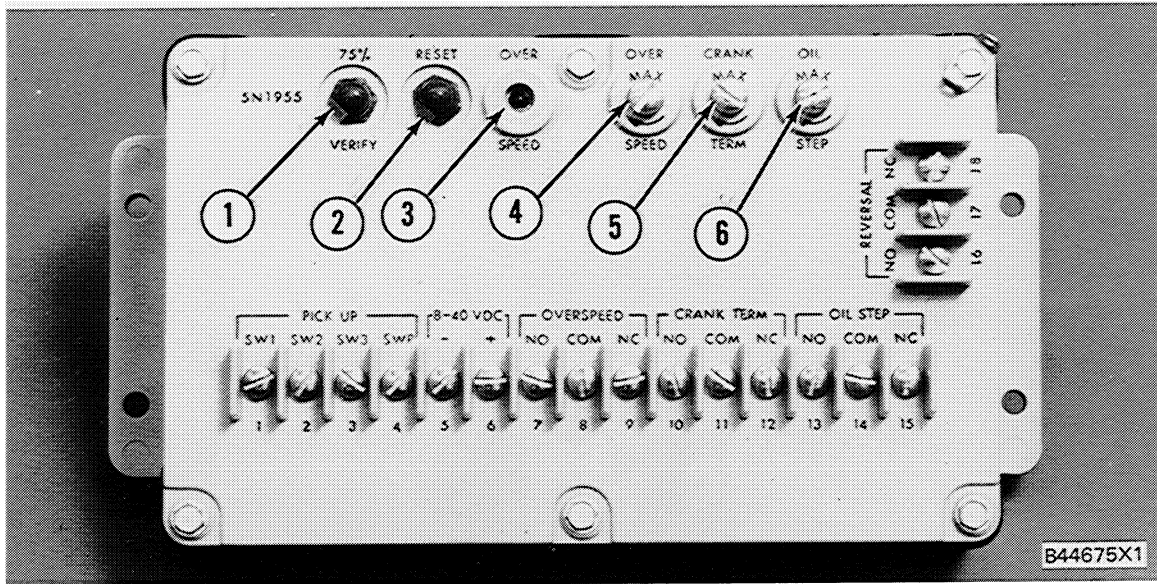 75% RESET OVER OVER CRANK OIL
MAX MAX MAX
5N1955
VERIFY SPEED SPEED TERM STEP
1 2 3 4 5 6
REVERSAL
NC 18
COM 17
NO 16
PICK UP 8-40 VDC OVERSPEED CRANK TERM OIL STEP
SW1 SW2 SW3 SWP - + NO COM NC NO COM NC NO COM NC
1 2 3 4 5 6 7 8 9 10 11 12 13 14 15
B44675X1